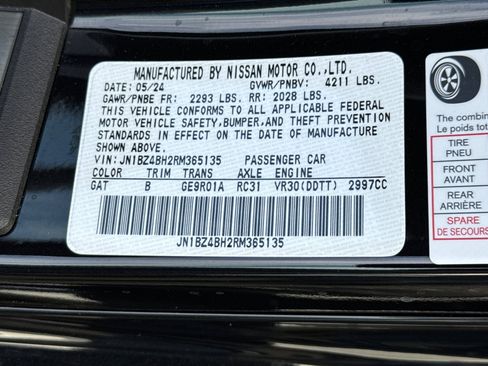 MANUFACTURED BY NISSAN MOTOR CO.,LTD.
DATE: 05/24 GVWR/PNBV: 4211 LBS.
GAWR/PNBE FR: 2293 LBS. RR: 2028 LBS.
THIS VEHICLE CONFORMS TO ALL APPLICABLE FEDERAL
MOTOR VEHICLE SAFETY,BUMPER,AND THEFT PREVENTION
STANDARDS IN EFFECT ON THE DATE OF MANUFACTURE
SHOWN ABOVE.
VIN: JN1BZ4BH2RM365135 PASSENGER CAR
COLOR TRIM TRANS AXLE ENGINE
GAT B GE9R01A RC31 VR30(DDTT) 2997CC
JN1BZ4BH2RM365135
The combin
Le poids tot
TIRE
PNEU
FRONT
AVANT
REAR
ARRIÈRE
SPARE
DE SECOURS